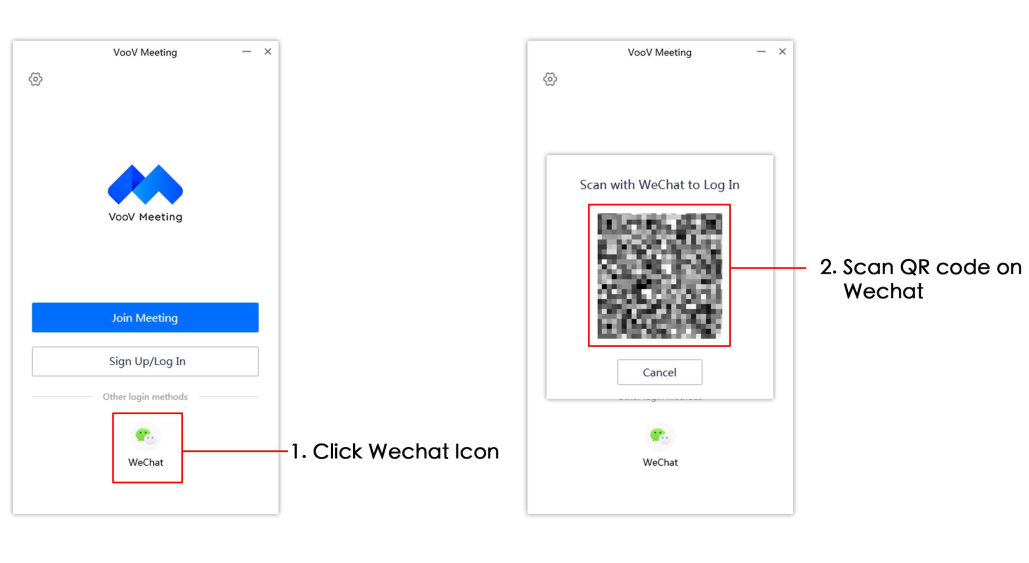 VooV Meeting
VooV Meeting
Join Meeting
Sign Up/Log In
Other login methods
WeChat
1. Click Wechat Icon
VooV Meeting
Scan with WeChat to Log In
Cancel
WeChat
2. Scan QR code on
Wechat